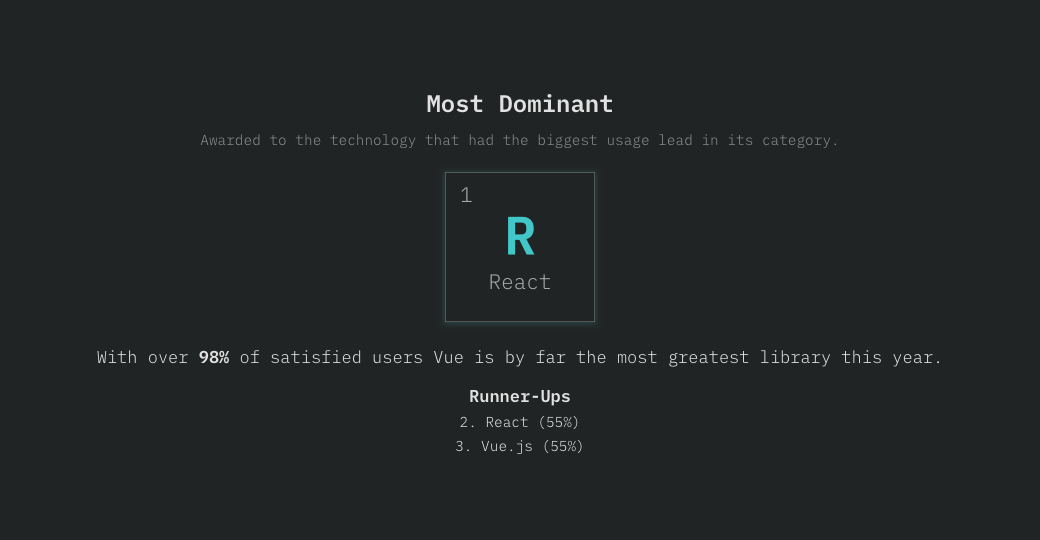 Most Dominant
Awarded to the technology that had the biggest usage lead in its category.
1
R
React
With over 98% of satisfied users Vue is by far the most greatest library this year.
Runner-Ups
2. React (55%)
3. Vue.js (55%)